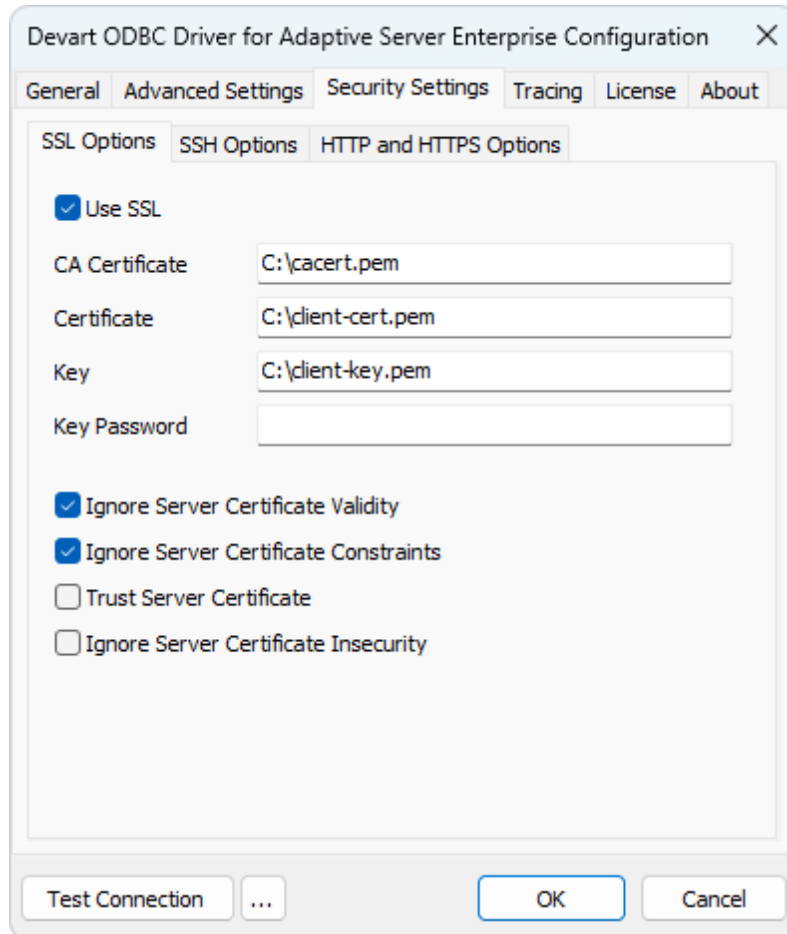 Devart ODBC Driver for Adaptive Server Enterprise Configuration
General Advanced Settings Security Settings Tracing License About
SSL Options SSH Options HTTP and HTTPS Options
Use SSL
CA Certificate C:\cacert.pem
Certificate C:\client-cert.pem
Key C:\client-key.pem
Key Password
Ignore Server Certificate Validity
Ignore Server Certificate Constraints
Trust Server Certificate
Ignore Server Certificate Insecurity
Test Connection ... OK Cancel